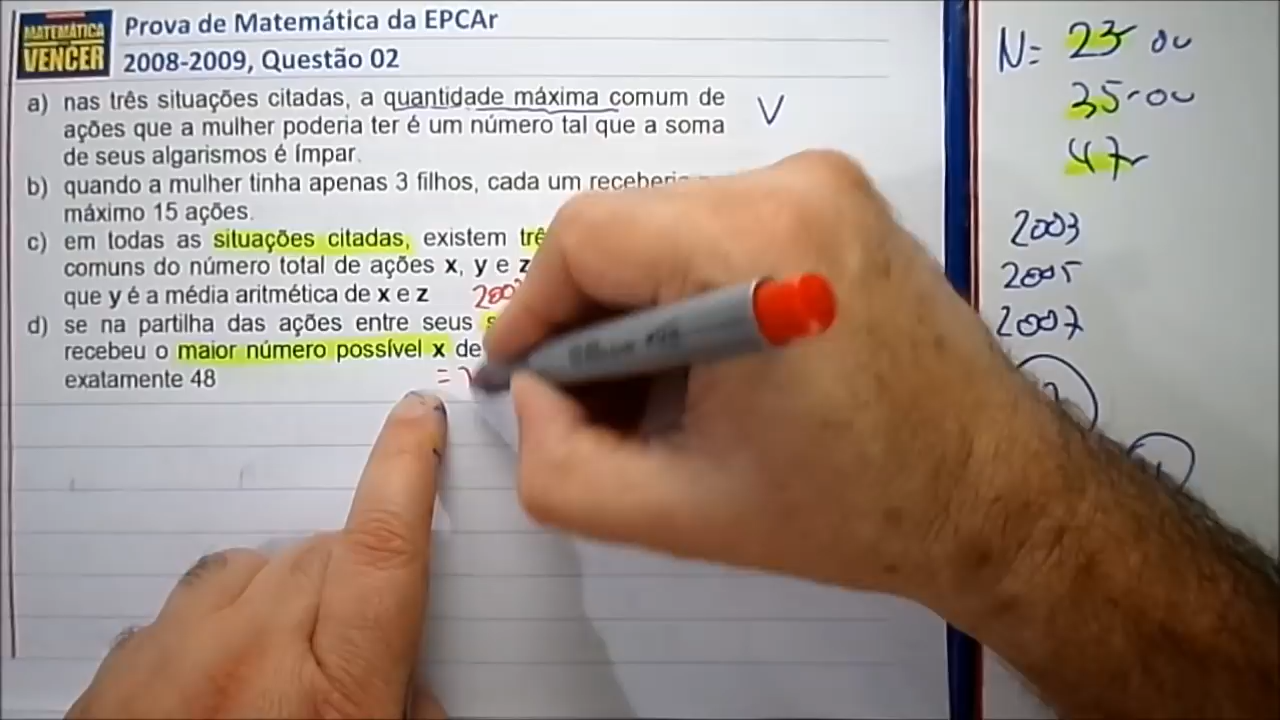 MATEMÁTICA
VENCER
Prova de Matemática da EPCAr
2008-2009, Questão 02
a) nas três situações citadas, a quantidade máxima comum de
ações que a mulher poderia ter é um número tal que a soma
de seus algarismos é ímpar.
V
b) quando a mulher tinha apenas 3 filhos, cada um receberia
máximo 15 ações.
c) em todas as situações citadas, existem
comuns do número total de ações x, y e z
que y é a média aritmética de x e z
d) se na partilha das ações entre seus
recebeu o maior número possível x de
exatamente 48
=
N= 23 ou
35 ou
47
2003
2005
2007